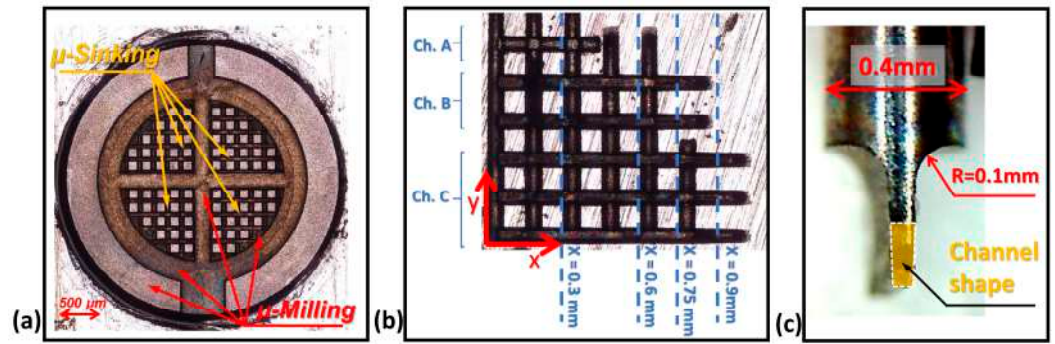 μ-Sinking
500 μm
μ-Milling
(a)
Ch. A
Ch. B
Ch. C
y
x
X = 0.3 mm
X = 0.6 mm
X = 0.75 mm
X = 0.9mm
(b)
0.4mm
R=0.1mm
Channel
shape
(c)